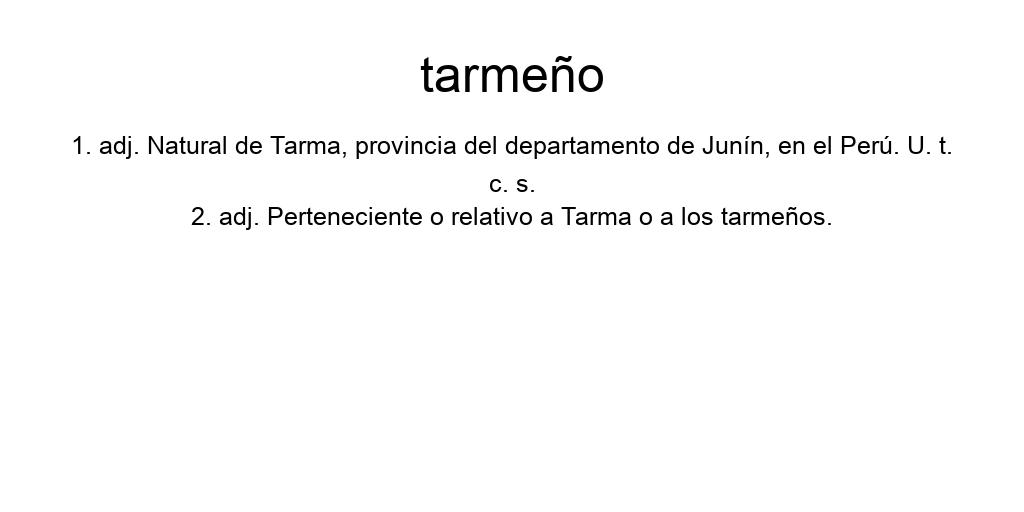 tarmeño
1. adj. Natural de Tarma, provincia del departamento de Junín, en el Perú. U. t.
c. s.
2. adj. Perteneciente o relativo a Tarma o a los tarmeños.